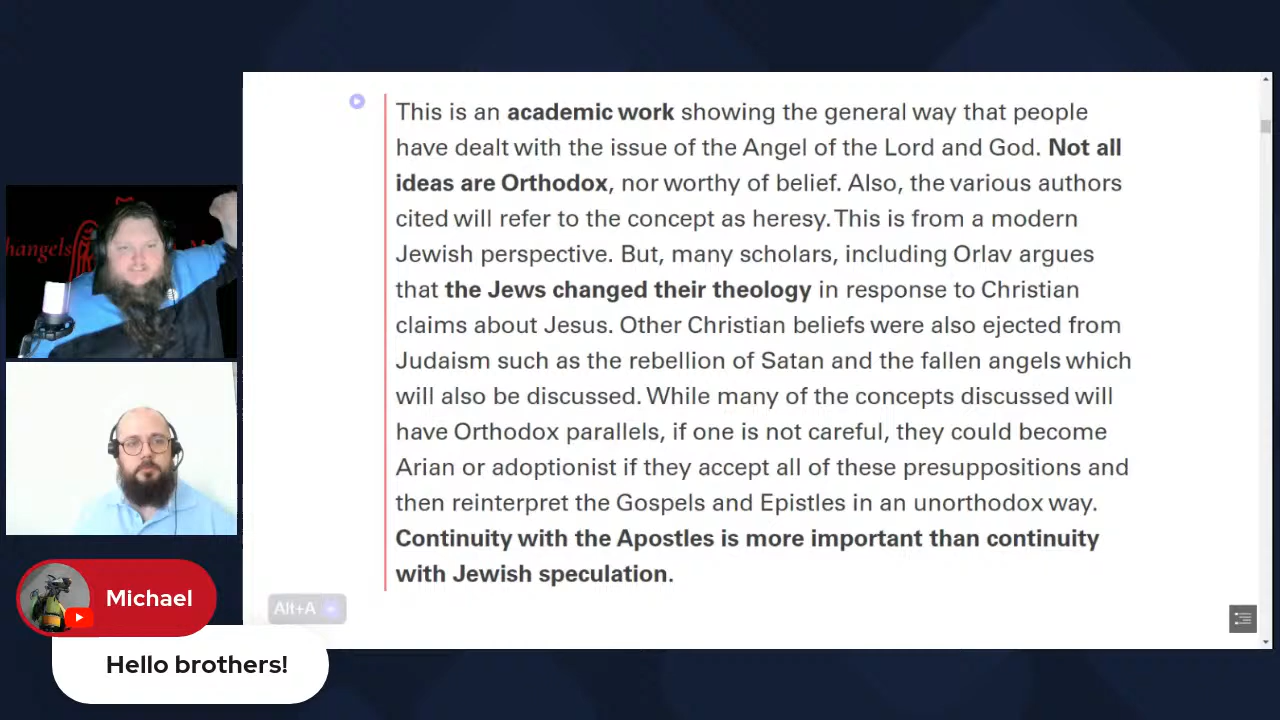 This is an academic work showing the general way that people
have dealt with the issue of the Angel of the Lord and God. Not all
ideas are Orthodox, nor worthy of belief. Also, the various authors
cited will refer to the concept as heresy. This is from a modern
Jewish perspective. But, many scholars, including Orlav argues
that the Jews changed their theology in response to Christian
claims about Jesus. Other Christian beliefs were also ejected from
Judaism such as the rebellion of Satan and the fallen angels which
will also be discussed. While many of the concepts discussed will
have Orthodox parallels, if one is not careful, they could become
Arian or adoptionist if they accept all of these presuppositions and
then reinterpret the Gospels and Epistles in an unorthodox way.
Continuity with the Apostles is more important than continuity
with Jewish speculation.
Alt+A
Michael
Hello brothers!